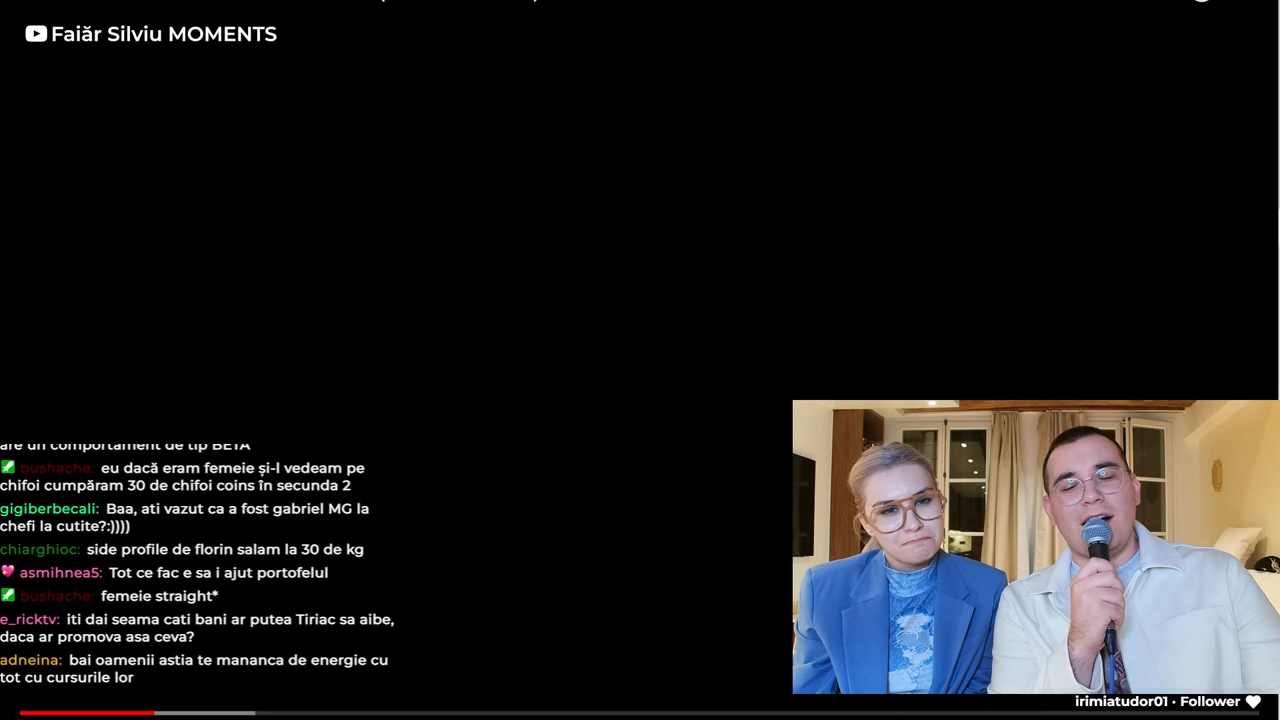 Faiăr Silviu MOMENTS
are un comportament de tip BETA
bushache: eu dacă eram femeie și-l vedeam pe
chifoi cumpăram 30 de chifoi coins în secunda 2
gigiberbecali: Baa, ati vazut ca a fost gabriel MG la
chefi la cutite?:))))
chiarghioc: side profile de florin salam la 30 de kg
asmihnea5: Tot ce fac e sa i ajut portofelul
bushache: femeie straight*
e_ricktv: iti dai seama cati bani ar putea Tiriac sa aibe,
daca ar promova asa ceva?
adneina: bai oamenii astia te mananca de energie cu
tot cu cursurile lor
irimiatudor01 · Follower